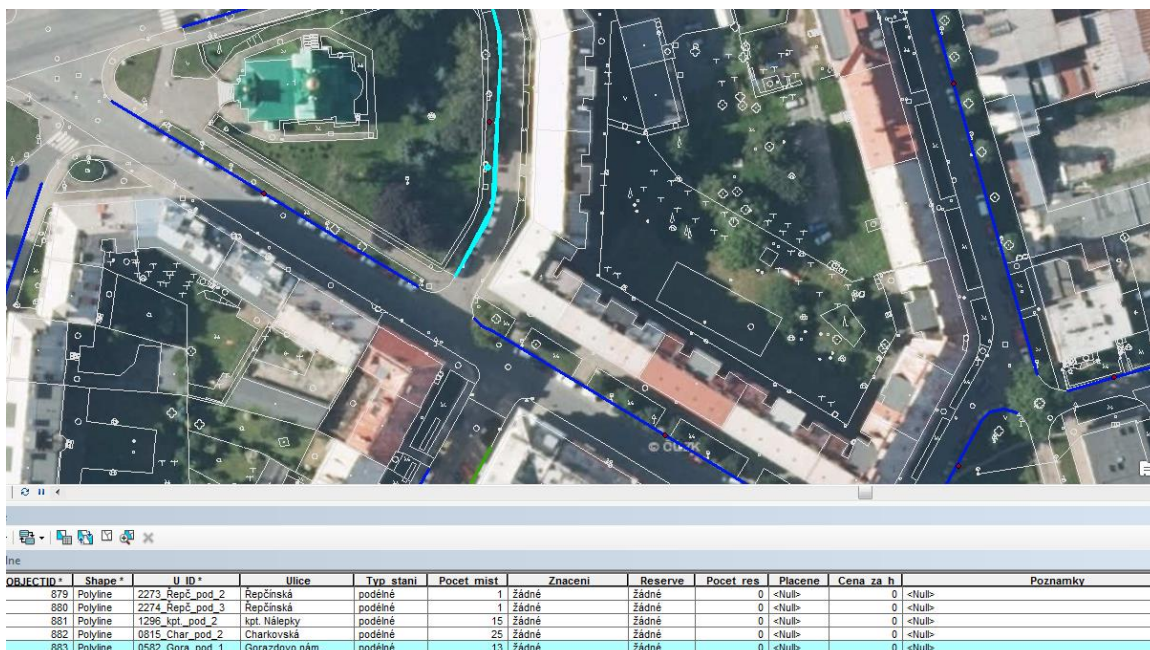 © ČÚZK
lne
OBJECTID * Shape * U_ID * Ulice Typ_stani Pocet_mist Znaceni Reserve Pocet_res Placene Cena_za_h Poznamky
879 Polyline 2273_Řepč_pod_2 Řepčínská podélné 1 žádné žádné 0 <Null> 0 <Null>
880 Polyline 2274_Řepč_pod_3 Řepčínská podélné 1 žádné žádné 0 <Null> 0 <Null>
881 Polyline 1296_kpt._pod_2 kpt. Nálepky podélné 15 žádné žádné 0 <Null> 0 <Null>
882 Polyline 0815_Char_pod_2 Charkovská podélné 25 žádné žádné 0 <Null> 0 <Null>
883 Polyline 0582_Gora_pod_1 Gorazdovo nám. podélné 13 žádné žádné 0 <Null> 0 <Null>